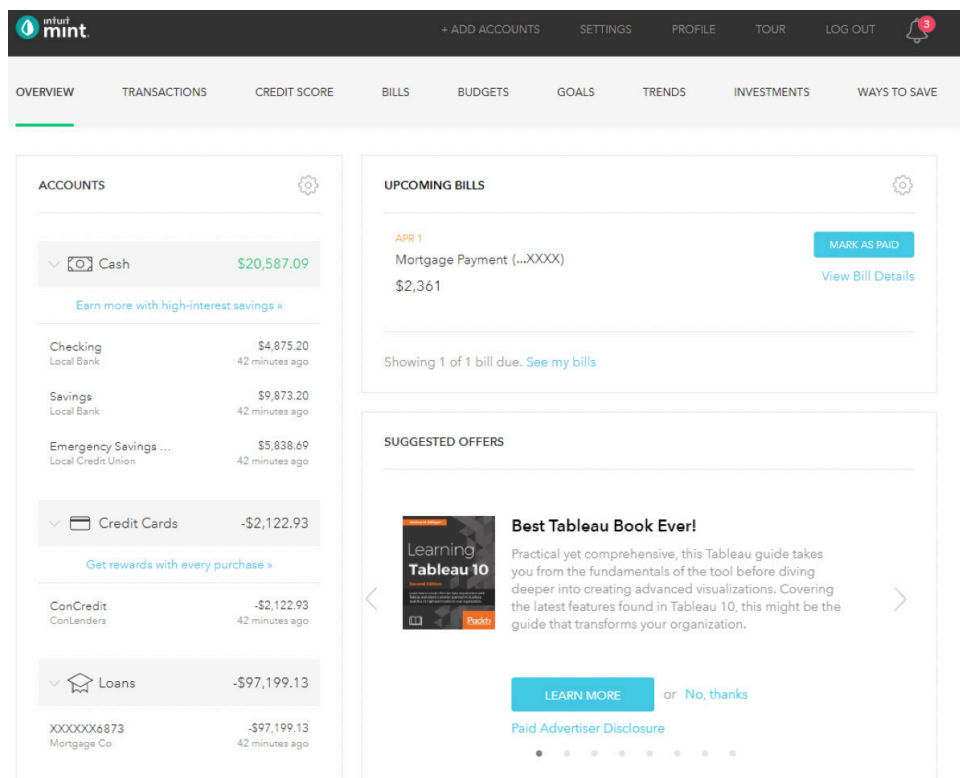 intuit
mint.
+ ADD ACCOUNTS SETTINGS PROFILE TOUR LOG OUT 3
OVERVIEW TRANSACTIONS CREDIT SCORE BILLS BUDGETS GOALS TRENDS INVESTMENTS WAYS TO SAVE
ACCOUNTS
Cash $20,587.09
Earn more with high-interest savings »
Checking $4,875.20
Local Bank 42 minutes ago
Savings $9,873.20
Local Bank 42 minutes ago
Emergency Savings ... $5,838.69
Local Credit Union 42 minutes ago
Credit Cards -$2,122.93
Get rewards with every purchase »
ConCredit -$2,122.93
ConLenders 42 minutes ago
Loans -$97,199.13
XXXXXX6873 -$97,199.13
Mortgage Co 42 minutes ago
UPCOMING BILLS
APR 1
Mortgage Payment (...XXXX)
$2,361
MARK AS PAID
View Bill Details
Showing 1 of 1 bill due. See my bills
SUGGESTED OFFERS
Learning
Tableau 10
Second Edition
Packt>
Best Tableau Book Ever!
Practical yet comprehensive, this Tableau guide takes
you from the fundamentals of the tool before diving
deeper into creating advanced visualizations. Covering
the latest features found in Tableau 10, this might be the
guide that transforms your organization.
LEARN MORE or No, thanks
Paid Advertiser Disclosure